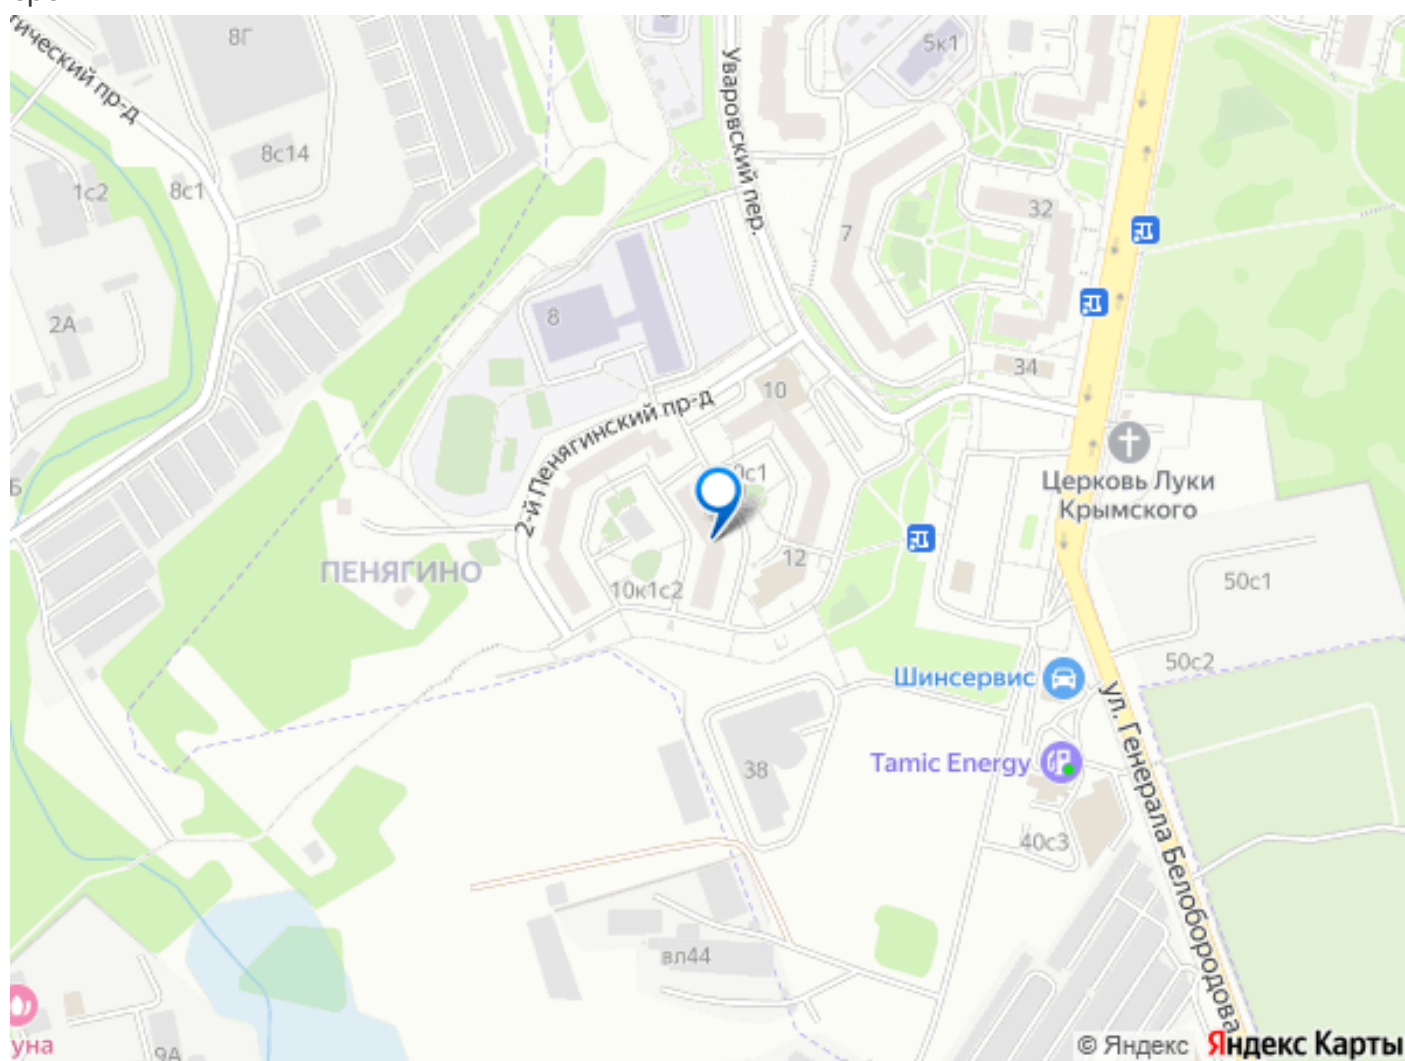 8Г
тический пр-д
8с14
1с2
8с1
2А
Уваровский пер.
5к1
32
7
34
8
10
2-й Пенягинский пр-д
12
10к1с2
ПЕНЯГИНО
Церковь Луки
Крымского
50с1
50с2
Шинсервис
Tamic Energy
38
40с3
ул. Генерала Белобородова
вл44
уна
9А
© Яндекс
Яндекс Карты